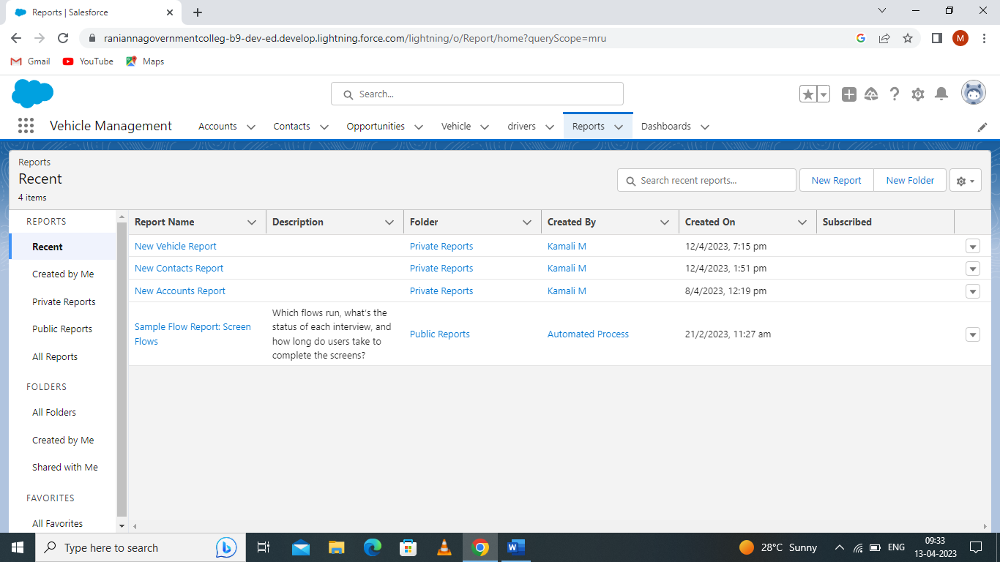 Reports | Salesforce
raniannagovernmentcolleg-b9-dev-ed.develop.lightning.force.com/lightning/o/Report/home?queryScope=mru
M
Gmail YouTube Maps
Search...
Vehicle Management Accounts Contacts Opportunities Vehicle drivers Reports Dashboards
Reports
Recent
4 items
Search recent reports...
New Report New Folder
REPORTS
Recent
Created by Me
Private Reports
Public Reports
All Reports
FOLDERS
All Folders
Created by Me
Shared with Me
FAVORITES
All Favorites
Report Name Description Folder Created By Created On Subscribed
New Vehicle Report Private Reports Kamali M 12/4/2023, 7:15 pm
New Contacts Report Private Reports Kamali M 12/4/2023, 1:51 pm
New Accounts Report Private Reports Kamali M 8/4/2023, 12:19 pm
Sample Flow Report: Screen
Flows
Which flows run, what's the
status of each interview, and
how long do users take to
complete the screens?
Public Reports Automated Process 21/2/2023, 11:27 am
Type here to search
W
28°C Sunny
ENG
09:33
13-04-2023